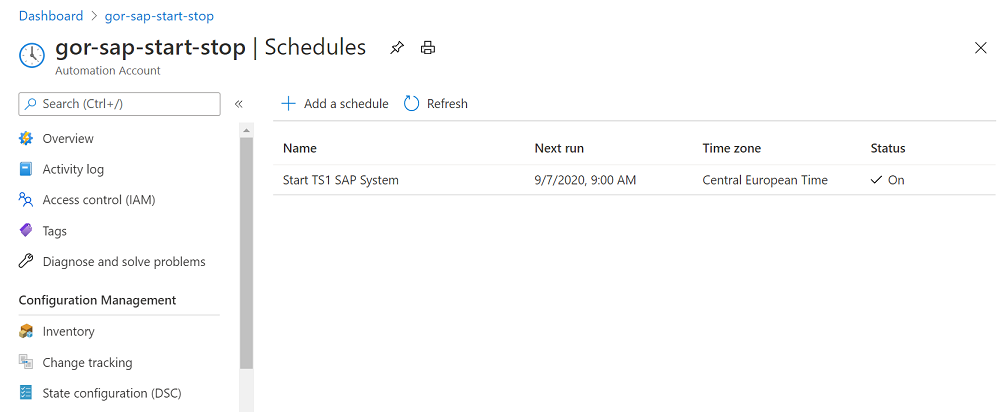 Dashboard > gor-sap-start-stop
gor-sap-start-stop | Schedules
Automation Account
Search (Ctrl+/)
«
Add a schedule
Refresh
Overview
Activity log
Access control (IAM)
Tags
Diagnose and solve problems
Configuration Management
Inventory
Change tracking
State configuration (DSC)
Name Next run Time zone Status
Start TS1 SAP System 9/7/2020, 9:00 AM Central European Time On